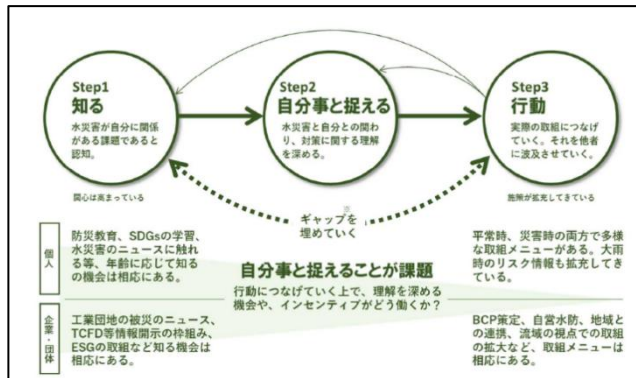 Step1
知る
水災害が自分に関係
がある課題であると
認知。
関心は高まっている
Step2
自分事と捉える
水災害と自分との関わ
り、対策に関する理解
を深める。
Step3
行動
実際の取組につなげ
ていく。それを他者
に波及させていく。
施策が拡充してきている
※
ギャップを
埋めていく
個人
防災教育、SDGsの学習、
水災害のニュースに触れ
る等、年齢に応じて知る
の機会は相応にある。
自分事と捉えることが課題
行動につなげていく上で、理解を深める
機会や、インセンティブがどう働くか？
平常時、災害時の両方で多様
な取組メニューがある。大雨
時のリスク情報も拡充してき
ている。
企業・団体
工業団地の被災のニュース、
TCFD等情報開示の枠組み、
ESGの取組など知る機会は
相応にある。
BCP策定、自営水防、地域と
の連携、流域の視点での取組
の拡大など、取組メニューは
相応にある。